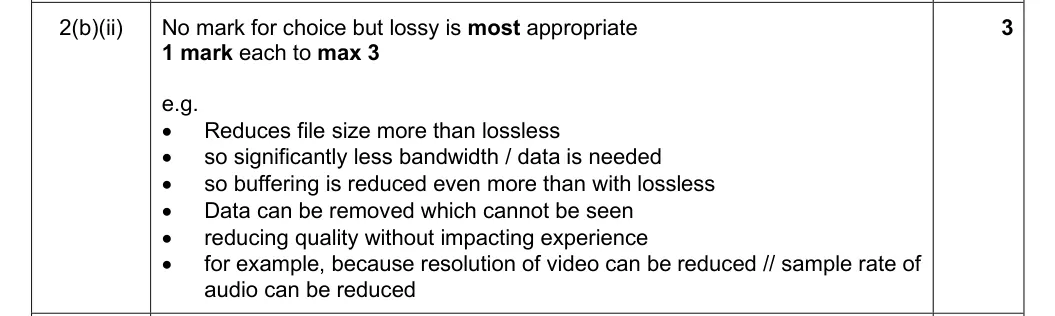 2(b)(ii) No mark for choice but lossy is most appropriate 3
1 mark each to max 3
e.g.
• Reduces file size more than lossless
• so significantly less bandwidth / data is needed
• so buffering is reduced even more than with lossless
• Data can be removed which cannot be seen
• reducing quality without impacting experience
• for example, because resolution of video can be reduced // sample rate of
audio can be reduced